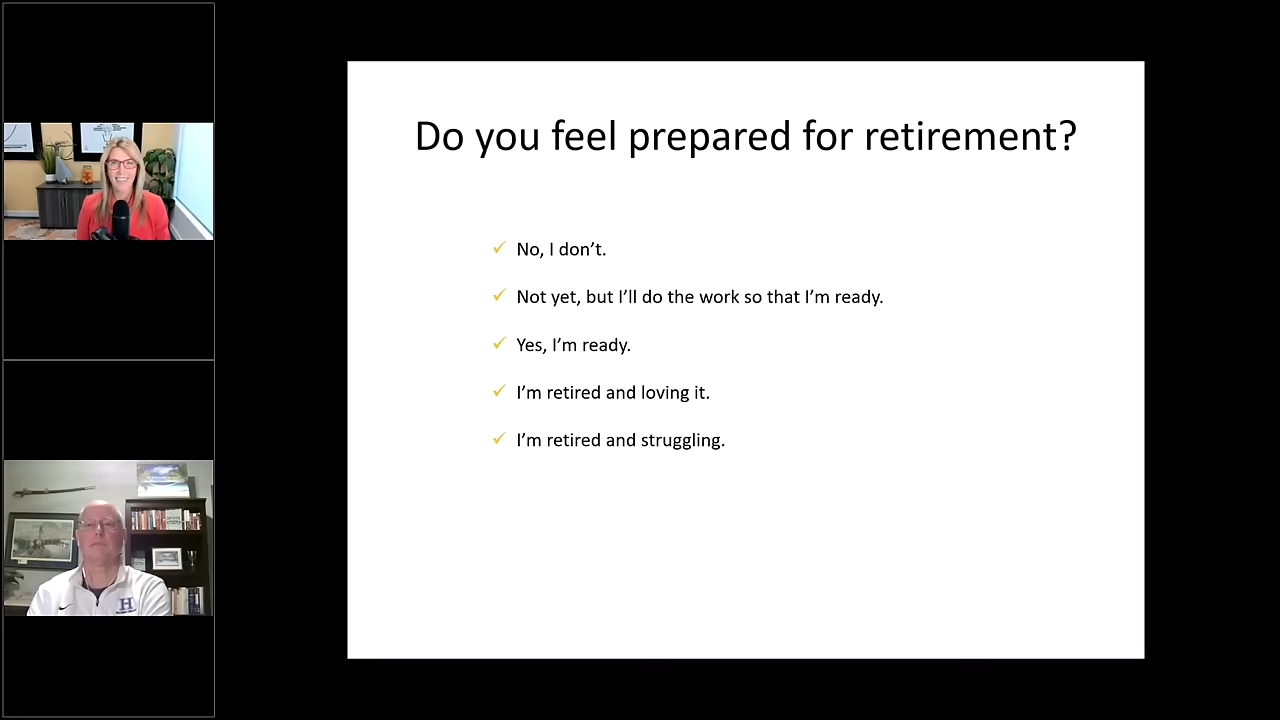 Do you feel prepared for retirement?
✓ No, I don't.
✓ Not yet, but I'll do the work so that I'm ready.
✓ Yes, I'm ready.
✓ I'm retired and loving it.
✓ I'm retired and struggling.
H